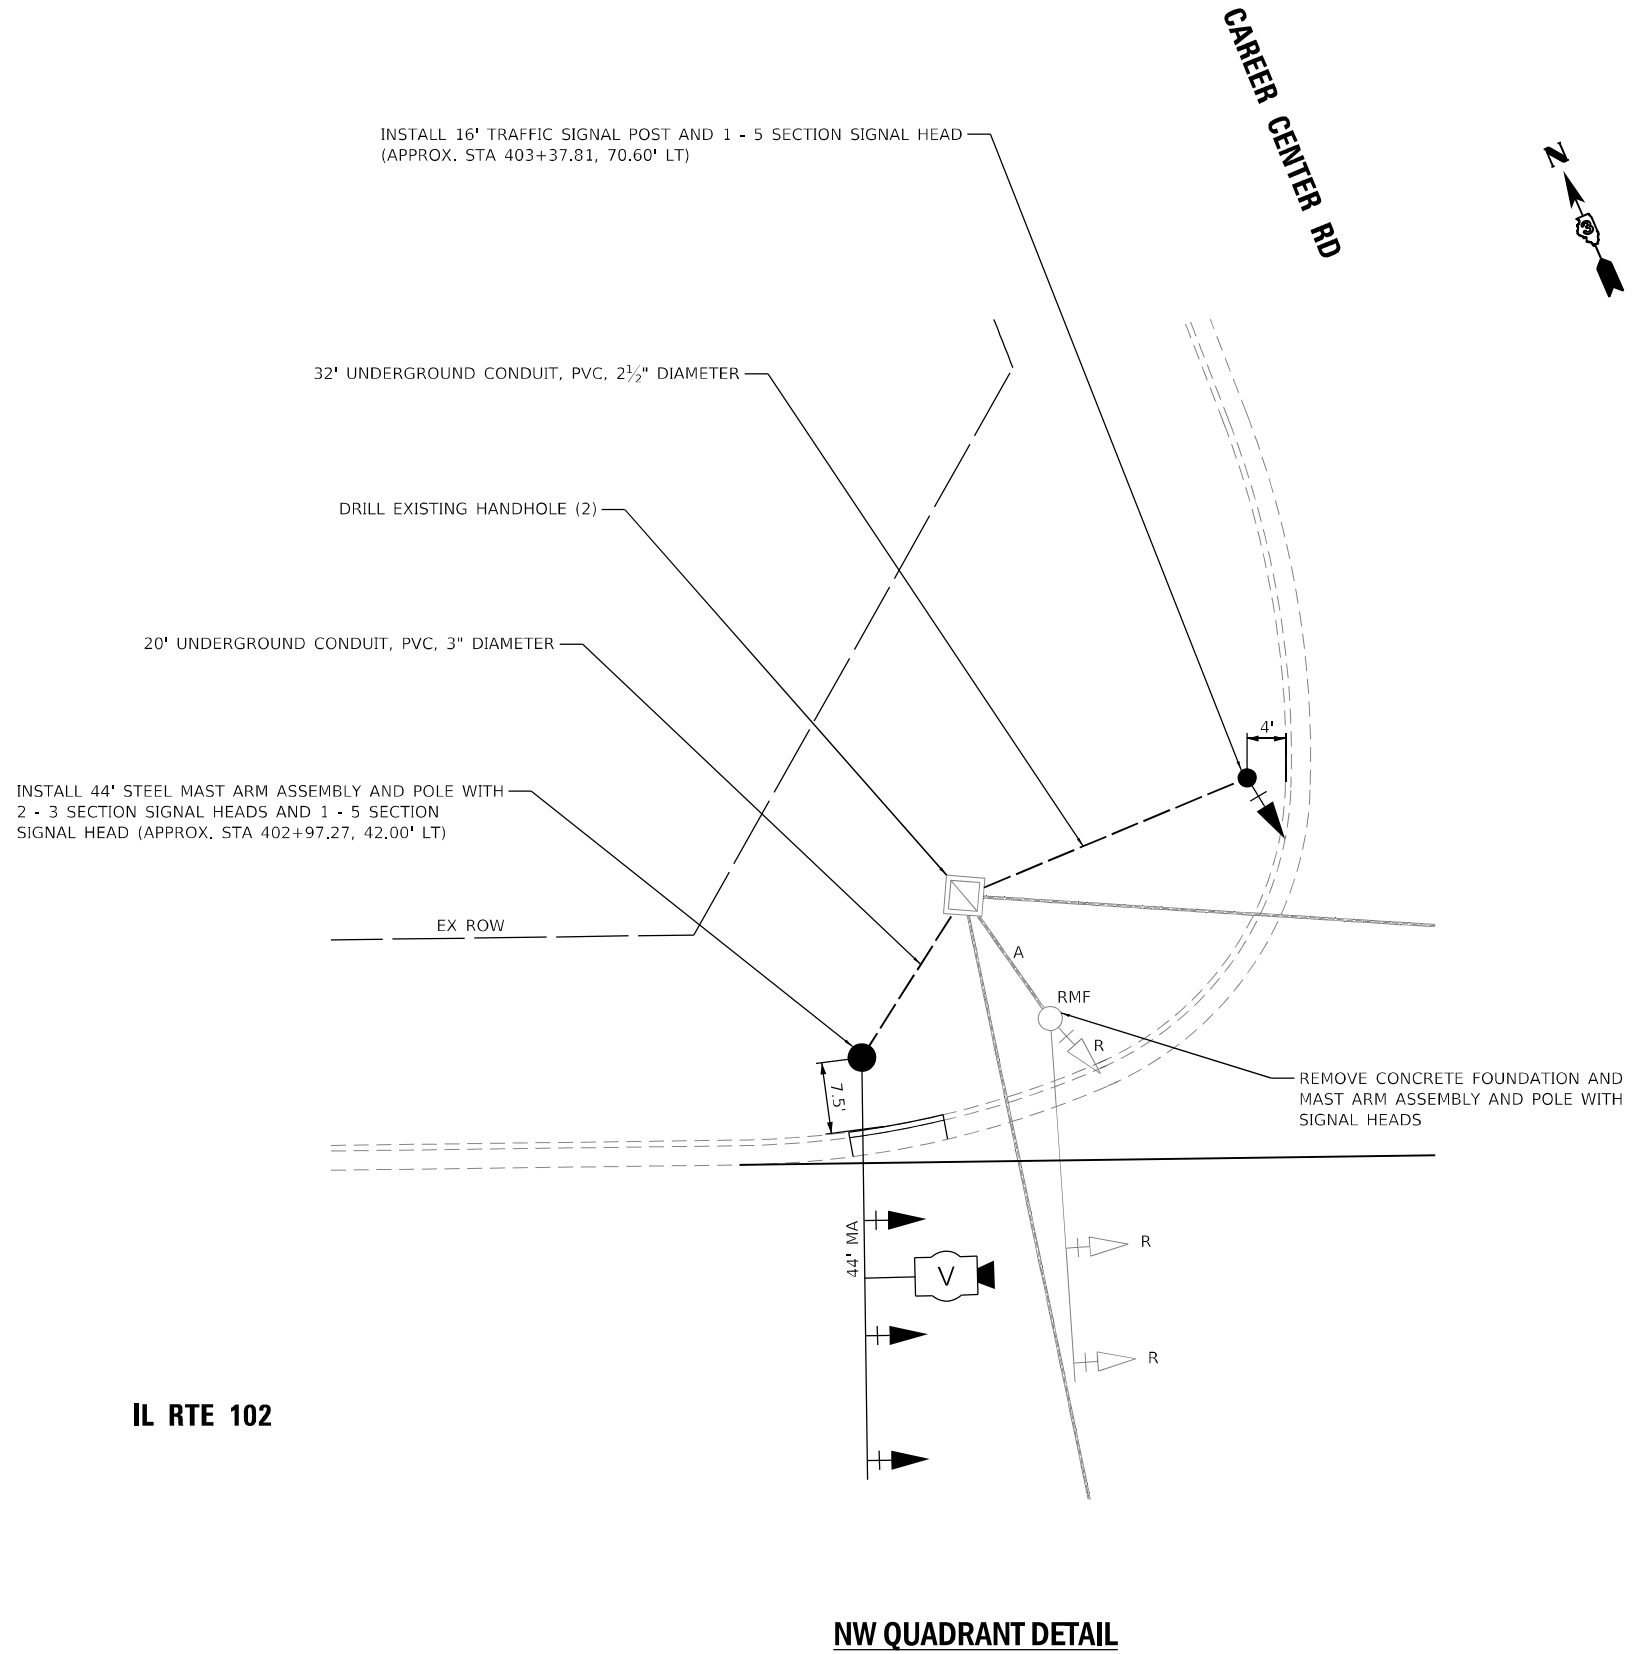 CAREER CENTER RD
INSTALL 16' TRAFFIC SIGNAL POST AND 1 - 5 SECTION SIGNAL HEAD
(APPROX. STA 403+37.81, 70.60' LT)
N
3
32' UNDERGROUND CONDUIT, PVC, 2½" DIAMETER
DRILL EXISTING HANDHOLE (2)
20' UNDERGROUND CONDUIT, PVC, 3" DIAMETER
4'
INSTALL 44' STEEL MAST ARM ASSEMBLY AND POLE WITH
2 - 3 SECTION SIGNAL HEADS AND 1 - 5 SECTION
SIGNAL HEAD (APPROX. STA 402+97.27, 42.00' LT)
EX ROW
A
RMF
R
7.5'
REMOVE CONCRETE FOUNDATION AND
MAST ARM ASSEMBLY AND POLE WITH
SIGNAL HEADS
44' MA
V
R
R
IL RTE 102
NW QUADRANT DETAIL